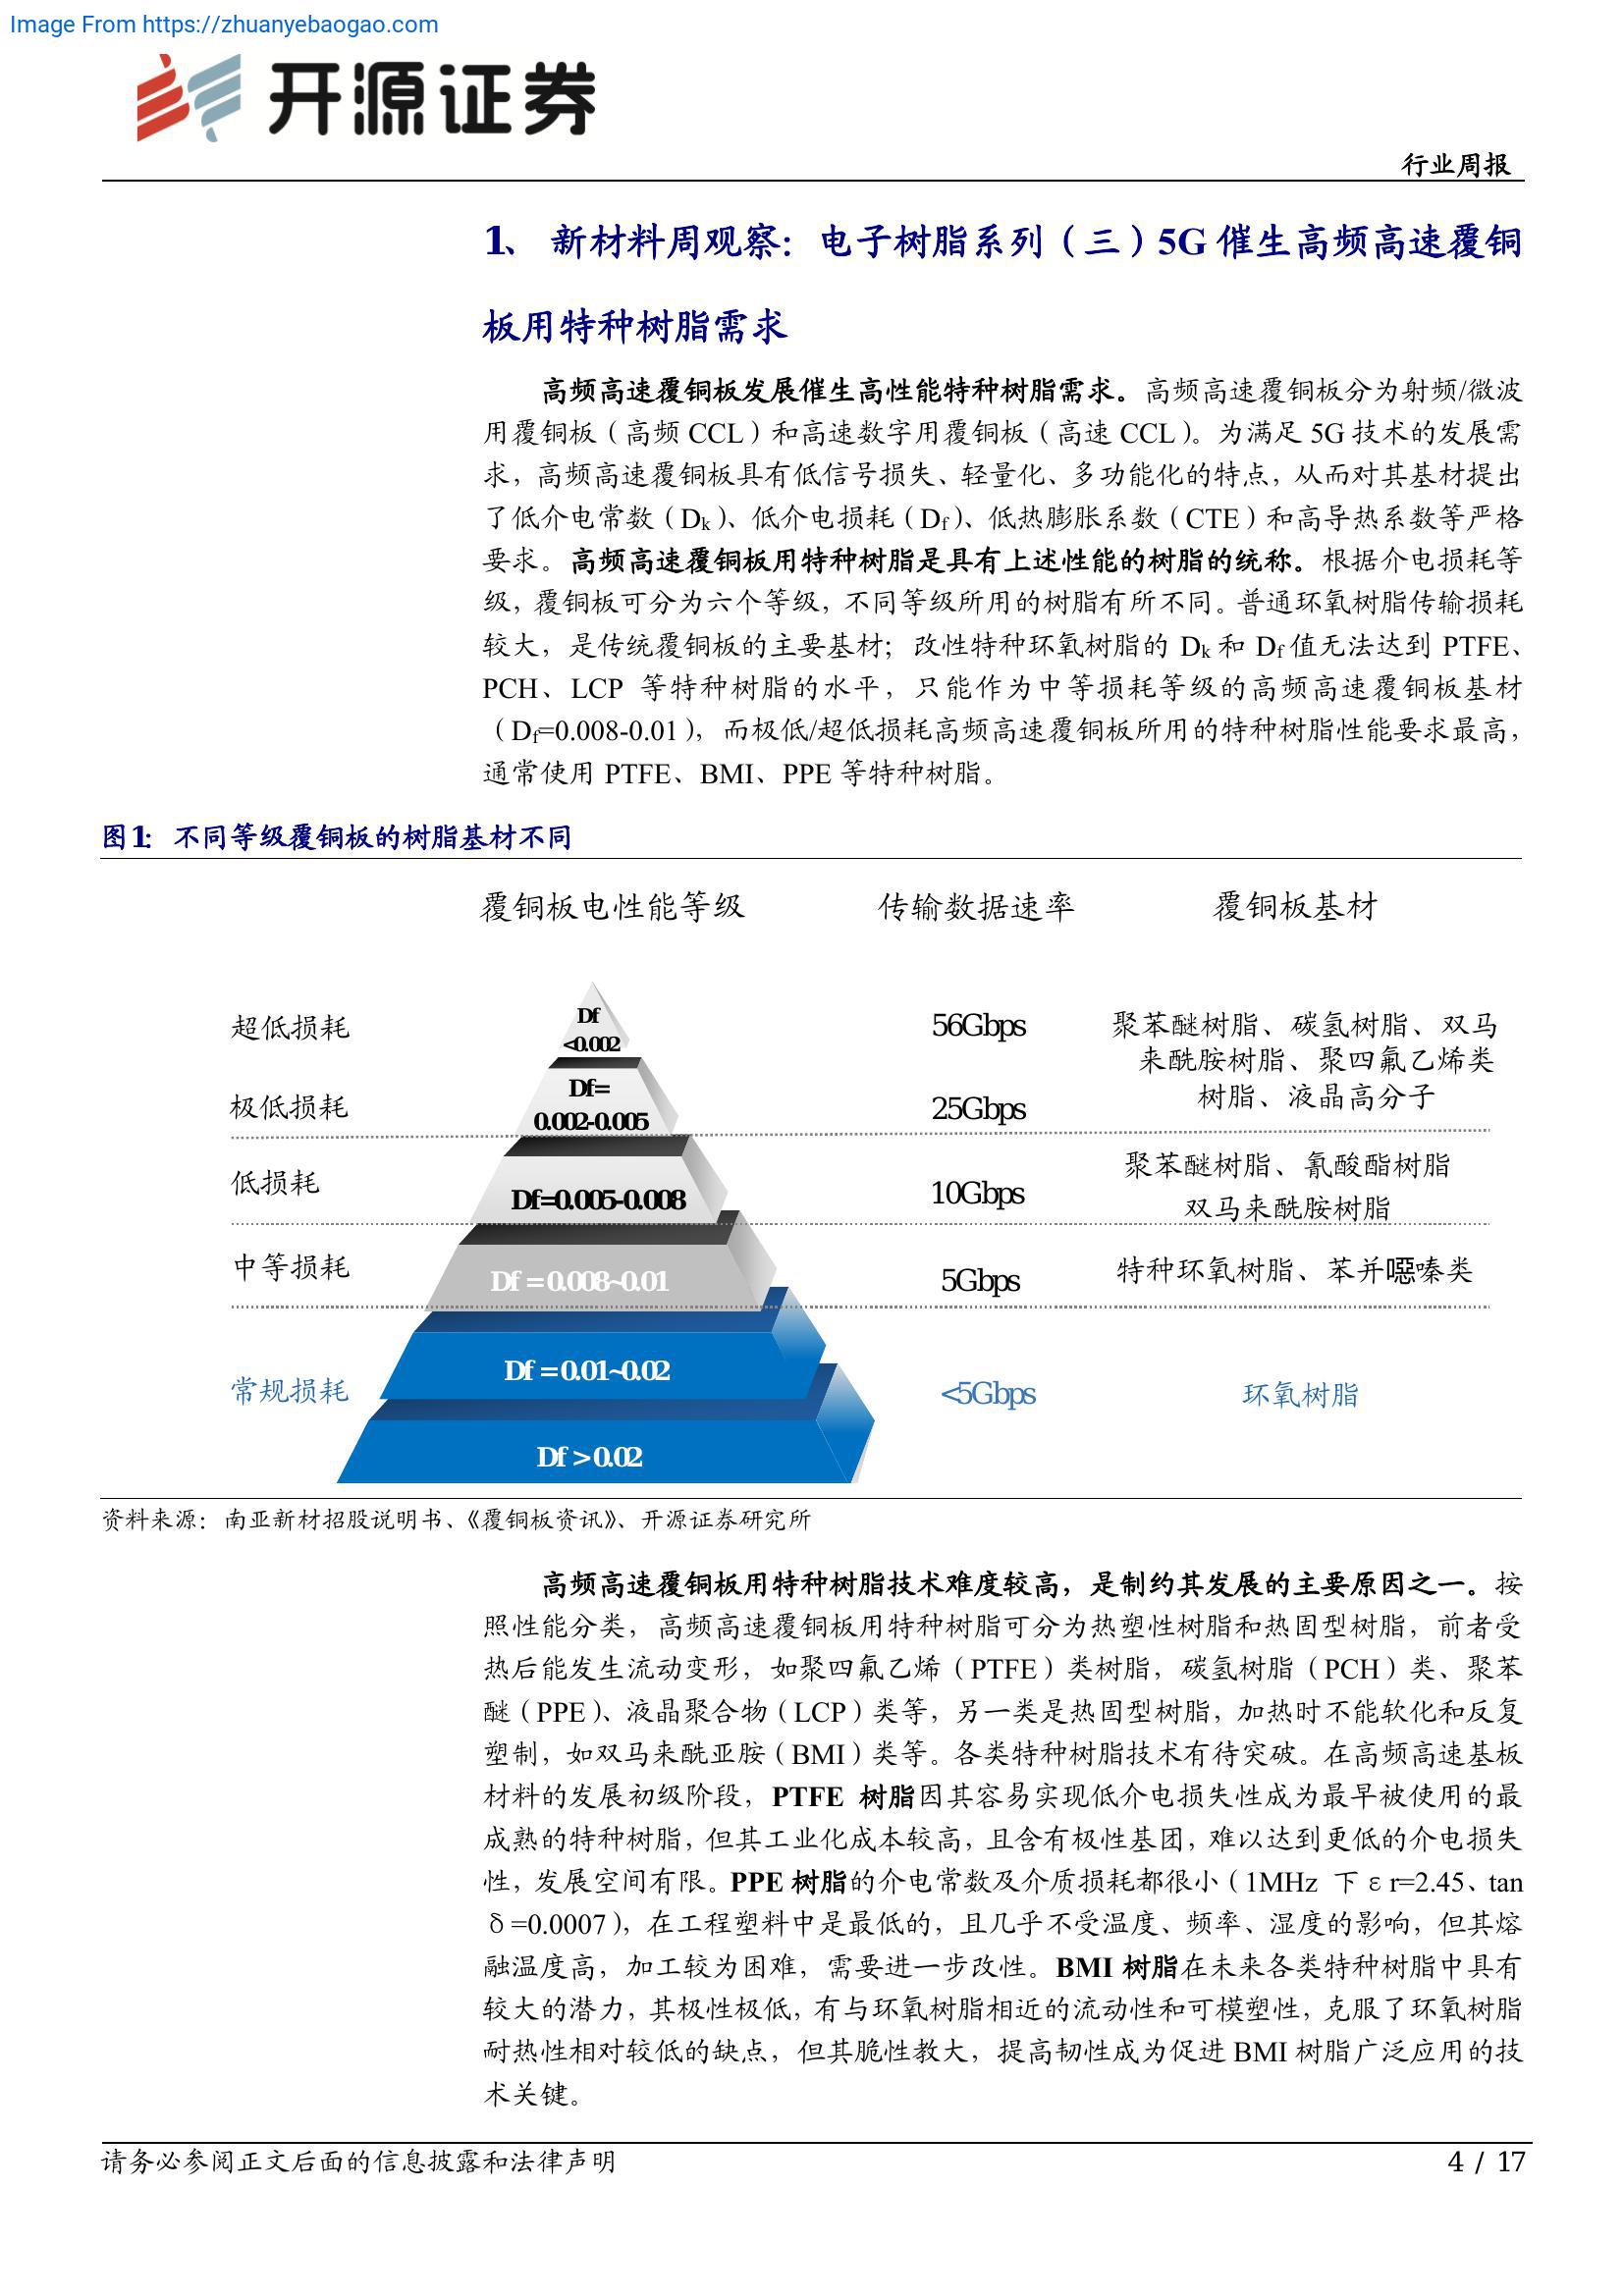 Image From https://zhuanyebaogao.com
开源证券
行业周报
1、 新材料周观察：电子树脂系列（三）5G 催生高频高速覆铜
板用特种树脂需求
高频高速覆铜板发展催生高性能特种树脂需求。高频高速覆铜板分为射频/微波
用覆铜板（高频 CCL）和高速数字用覆铜板（高速 CCL）。为满足 5G 技术的发展需
求，高频高速覆铜板具有低信号损失、轻量化、多功能化的特点，从而对其基材提出
了低介电常数（Dk）、低介电损耗（Df）、低热膨胀系数（CTE）和高导热系数等严格
要求。高频高速覆铜板用特种树脂是具有上述性能的树脂的统称。根据介电损耗等
级，覆铜板可分为六个等级，不同等级所用的树脂有所不同。普通环氧树脂传输损耗
较大，是传统覆铜板的主要基材；改性特种环氧树脂的 Dk 和 Df 值无法达到 PTFE、
PCH、LCP 等特种树脂的水平，只能作为中等损耗等级的高频高速覆铜板基材
（Df=0.008-0.01），而极低/超低损耗高频高速覆铜板所用的特种树脂性能要求最高，
通常使用 PTFE、BMI、PPE 等特种树脂。
图1： 不同等级覆铜板的树脂基材不同
覆铜板电性能等级 传输数据速率 覆铜板基材
超低损耗 Df <0.002 56Gbps 聚苯醚树脂、碳氢树脂、双马
来酰胺树脂、聚四氟乙烯类
极低损耗 Df= 0.002-0.005 25Gbps 树脂、液晶高分子
低损耗 Df=0.005-0.008 10Gbps 聚苯醚树脂、氰酸酯树脂
双马来酰胺树脂
中等损耗 Df = 0.008~0.01 5Gbps 特种环氧树脂、苯并噁嗪类
Df = 0.01~0.02
常规损耗 <5Gbps 环氧树脂
Df > 0.02
资料来源：南亚新材招股说明书、《覆铜板资讯》、开源证券研究所
高频高速覆铜板用特种树脂技术难度较高，是制约其发展的主要原因之一。按
照性能分类，高频高速覆铜板用特种树脂可分为热塑性树脂和热固型树脂，前者受
热后能发生流动变形，如聚四氟乙烯（PTFE）类树脂，碳氢树脂（PCH）类、聚苯
醚（PPE）、液晶聚合物（LCP）类等，另一类是热固型树脂，加热时不能软化和反复
塑制，如双马来酰亚胺（BMI）类等。各类特种树脂技术有待突破。在高频高速基板
材料的发展初级阶段，PTFE 树脂因其容易实现低介电损失性成为最早被使用的最
成熟的特种树脂，但其工业化成本较高，且含有极性基团，难以达到更低的介电损失
性，发展空间有限。PPE 树脂的介电常数及介质损耗都很小（1MHz 下 εr=2.45、tan
δ=0.0007），在工程塑料中是最低的，且几乎不受温度、频率、湿度的影响，但其熔
融温度高，加工较为困难，需要进一步改性。BMI 树脂在未来各类特种树脂中具有
较大的潜力，其极性极低，有与环氧树脂相近的流动性和可模塑性，克服了环氧树脂
耐热性相对较低的缺点，但其脆性教大，提高韧性成为促进 BMI 树脂广泛应用的技
术关键。
请务必参阅正文后面的信息披露和法律声明
4 / 17